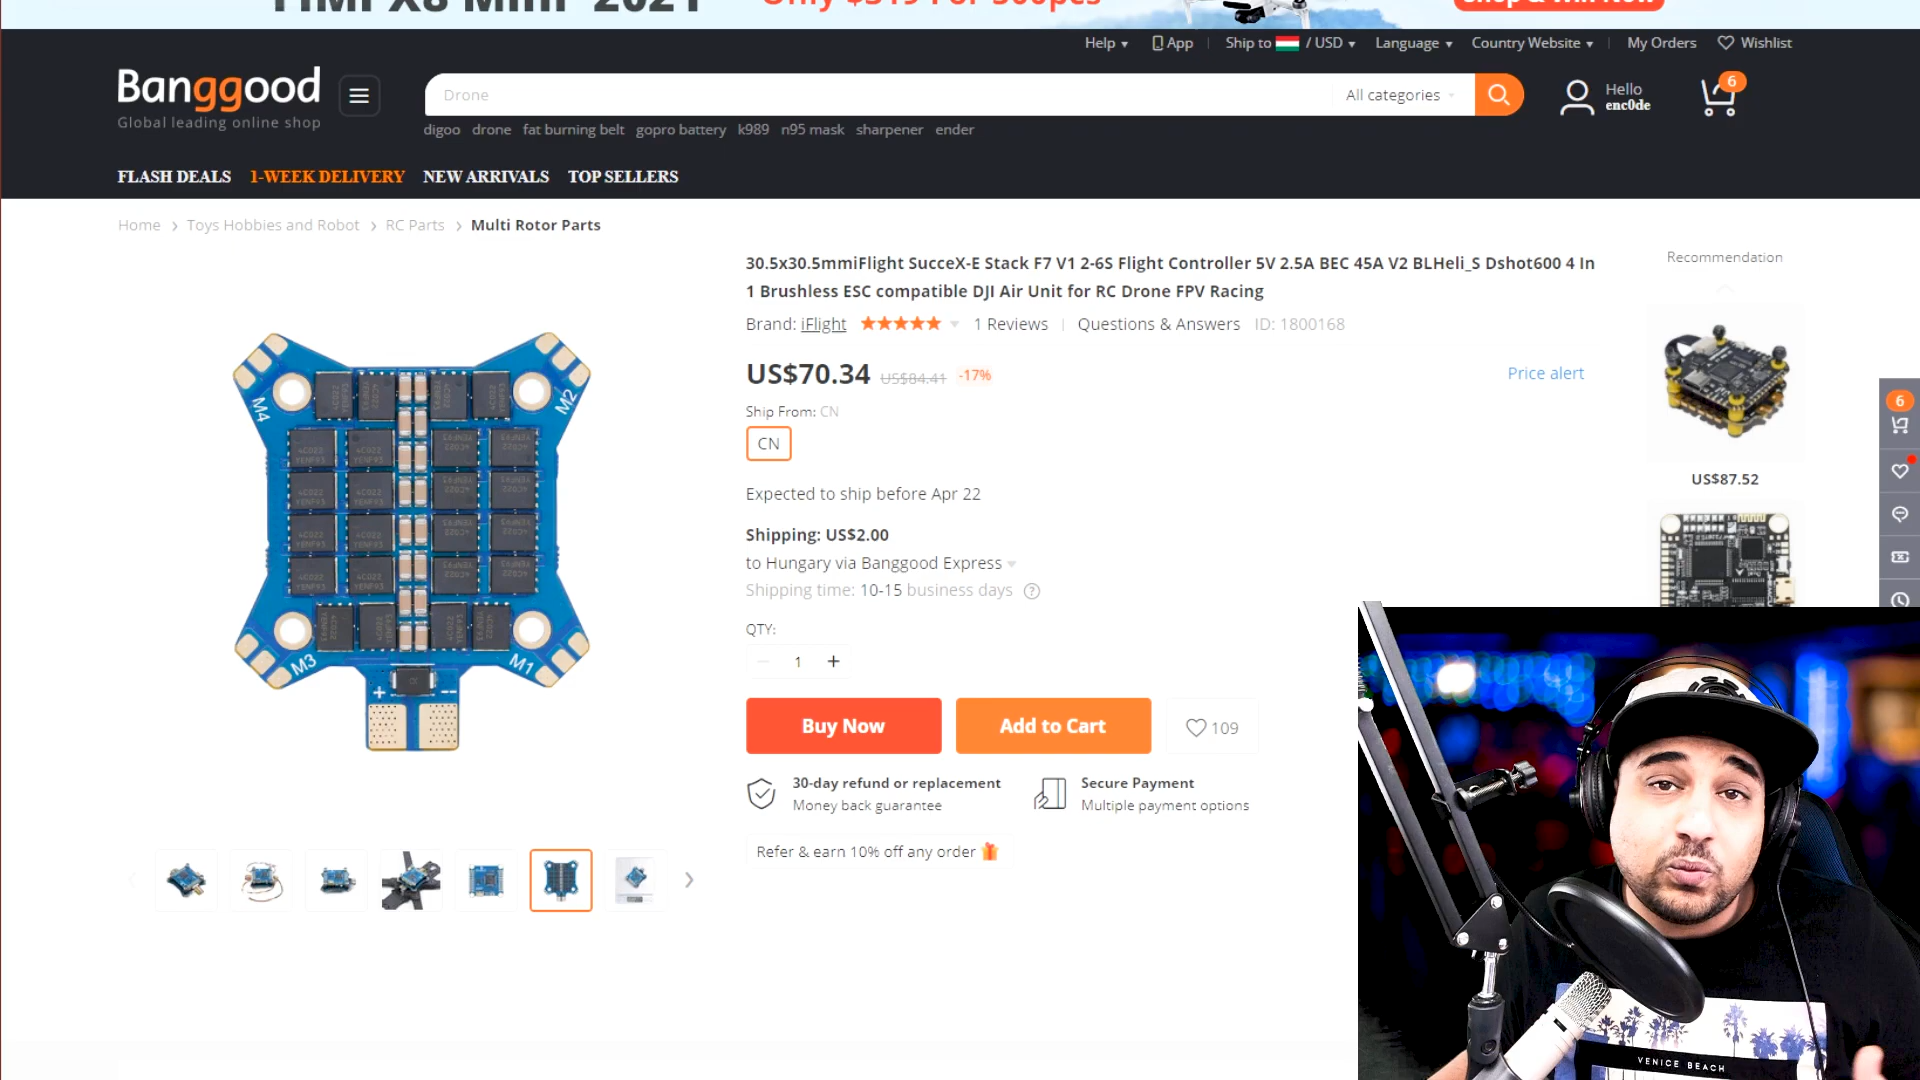 Help
App
Ship to / USD
Language
Country Website
My Orders
Wishlist
Banggood
Global leading online shop
Drone
All categories
Hello
enc0de
6
digoo drone fat burning belt gopro battery k989 n95 mask sharpener ender
FLASH DEALS 1-WEEK DELIVERY NEW ARRIVALS TOP SELLERS
Home > Toys Hobbies and Robot > RC Parts > Multi Rotor Parts
30.5x30.5mmiFlight SucceX-E Stack F7 V1 2-6S Flight Controller 5V 2.5A BEC 45A V2 BLHeli_S Dshot600 4 In
1 Brushless ESC compatible DJI Air Unit for RC Drone FPV Racing
Brand: iFlight 1 Reviews Questions & Answers ID: 1800168
US$70.34 US$84.41 -17%
Price alert
Ship From: CN
CN
Expected to ship before Apr 22
Shipping: US$2.00
to Hungary via Banggood Express
Shipping time: 10-15 business days ?
QTY:
1 +
Buy Now
Add to Cart
109
30-day refund or replacement
Money back guarantee
Secure Payment
Multiple payment options
Refer & earn 10% off any order
Recommendation
US$87.52
6
M4
M2
M3
M1
+ -
VENICE BEACH